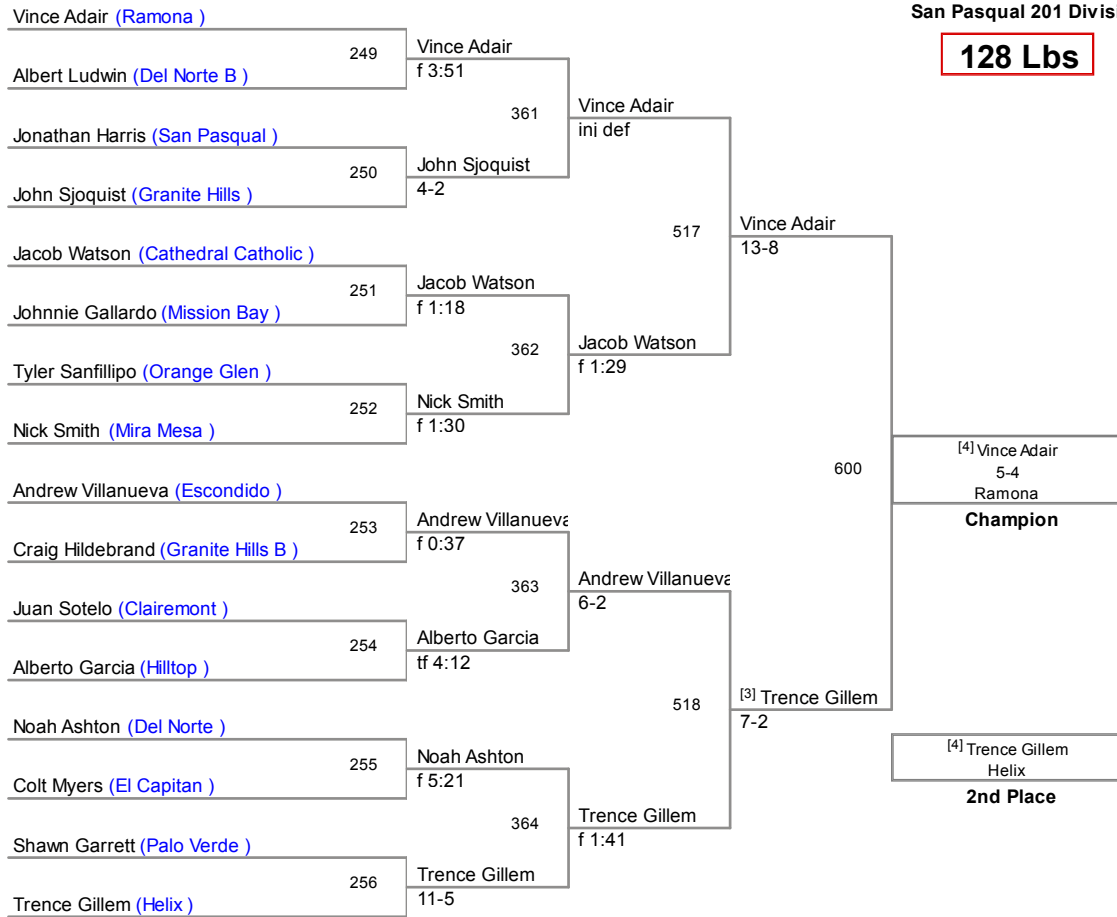 San Pasqual 201 Divisi
128 Lbs
Vince Adair (Ramona )
249
Albert Ludwin (Del Norte B )
Jonathan Harris (San Pasqual )
250
John Sjoquist (Granite Hills )
Jacob Watson (Cathedral Catholic )
251
Johnnie Gallardo (Mission Bay )
Tyler Sanfillipo (Orange Glen )
252
Nick Smith (Mira Mesa )
Andrew Villanueva (Escondido )
253
Craig Hildebrand (Granite Hills B )
Juan Sotelo (Clairemont )
254
Alberto Garcia (Hilltop )
Noah Ashton (Del Norte )
255
Colt Myers (El Capitan )
Shawn Garrett (Palo Verde )
256
Trence Gillem (Helix )
Vince Adair
f 3:51
361
John Sjoquist
4-2
Jacob Watson
f 1:18
362
Nick Smith
f 1:30
Andrew Villanueva
f 0:37
363
Alberto Garcia
tf 4:12
Noah Ashton
f 5:21
364
Trence Gillem
11-5
Vince Adair
inj def
517
Jacob Watson
f 1:29
Andrew Villanueva
6-2
518
Trence Gillem
f 1:41
Vince Adair
13-8
600
[3] Trence Gillem
7-2
[4] Vince Adair
5-4
Ramona
Champion
[4] Trence Gillem
Helix
2nd Place